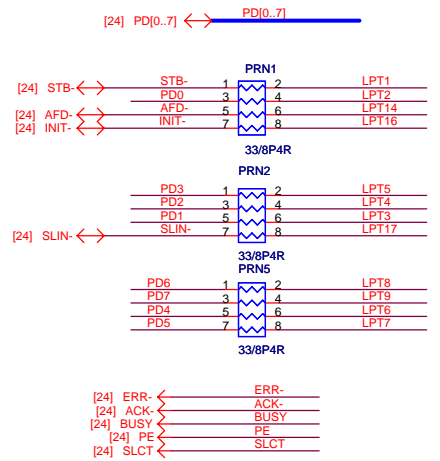 [24] PD[0..7] PD[0..7]
PRN1
[24] STB- STB- 1 2 LPT1
PD0 3 4 LPT2
[24] AFD- AFD- 5 6 LPT14
[24] INIT- INIT- 7 8 LPT16
33/8P4R
PRN2
PD3 1 2 LPT5
PD2 3 4 LPT4
PD1 5 6 LPT3
[24] SLIN- SLIN- 7 8 LPT17
33/8P4R
PRN5
PD6 1 2 LPT8
PD7 3 4 LPT9
PD4 5 6 LPT6
PD5 7 8 LPT7
33/8P4R
[24] ERR- ERR-
[24] ACK- ACK-
[24] BUSY BUSY
[24] PE PE
[24] SLCT SLCT